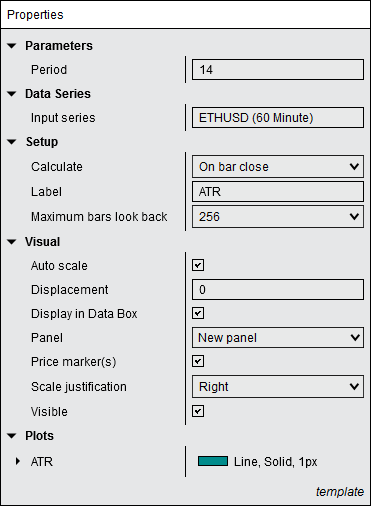 Properties
Parameters
Period 14
Data Series
Input series ETHUSD (60 Minute)
Setup
Calculate On bar close
Label ATR
Maximum bars look back 256
Visual
Auto scale
Displacement 0
Display in Data Box
Panel New panel
Price marker(s)
Scale justification Right
Visible
Plots
ATR Line, Solid, 1px
template